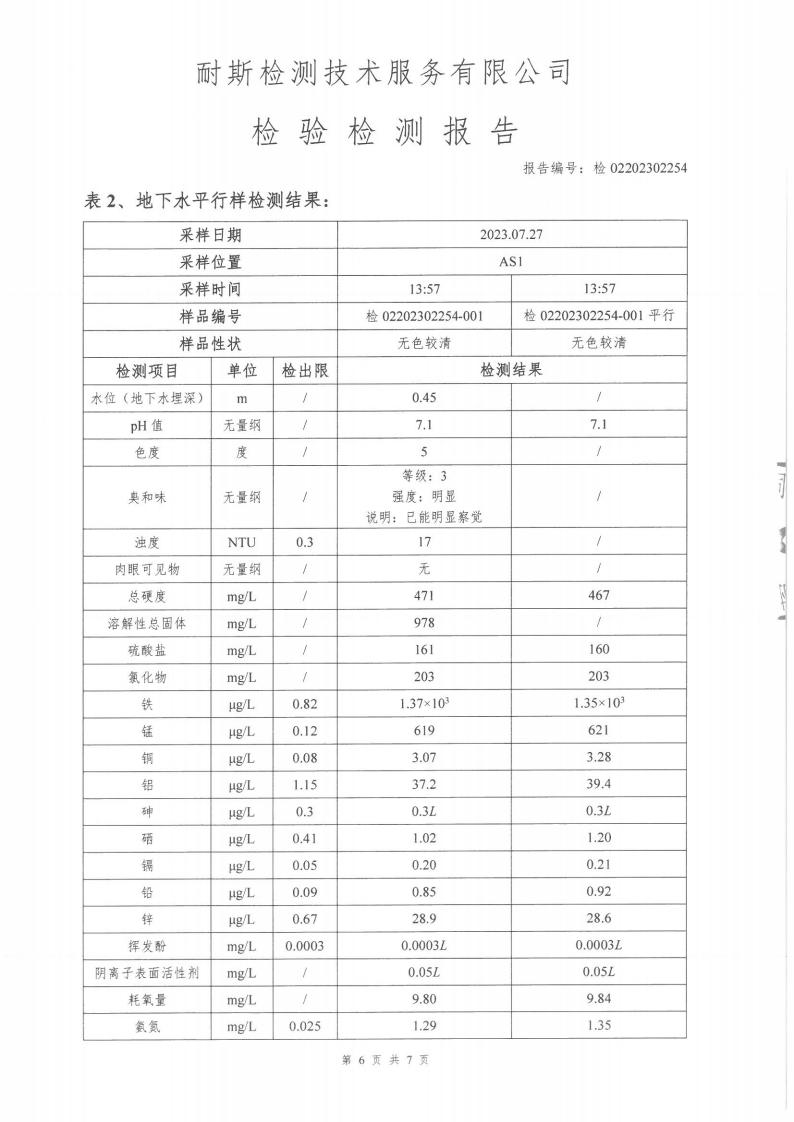 耐斯检测技术服务有限公司
检验检测报告
报告编号：检 02202302254
表 2、地下水平行样检测结果：
采样日期 2023.07.27
采样位置 AS1
采样时间 13:57 13:57
样品编号 检 02202302254-001 检 02202302254-001 平行
样品性状 无色较清 无色较清
检测项目 单位 检出限 检测结果
水位（地下水埋深） m / 0.45 /
pH 值 无量纲 / 7.1 7.1
色度 度 / 5 /
臭和味 无量纲 / 等级：3
强度：明显
说明：已能明显察觉 /
浊度 NTU 0.3 17 /
肉眼可见物 无量纲 / 无 /
总硬度 mg/L / 471 467
溶解性总固体 mg/L / 978 /
硫酸盐 mg/L / 161 160
氯化物 mg/L / 203 203
铁 μg/L 0.82 1.37×10³ 1.35×10³
锰 μg/L 0.12 619 621
铜 μg/L 0.08 3.07 3.28
铝 μg/L 1.15 37.2 39.4
砷 μg/L 0.3 0.3L 0.3L
硒 μg/L 0.41 1.02 1.20
镉 μg/L 0.05 0.20 0.21
铅 μg/L 0.09 0.85 0.92
锌 μg/L 0.67 28.9 28.6
挥发酚 mg/L 0.0003 0.0003L 0.0003L
阴离子表面活性剂 mg/L / 0.05L 0.05L
耗氧量 mg/L / 9.80 9.84
氨氮 mg/L 0.025 1.29 1.35
第 6 页 共 7 页